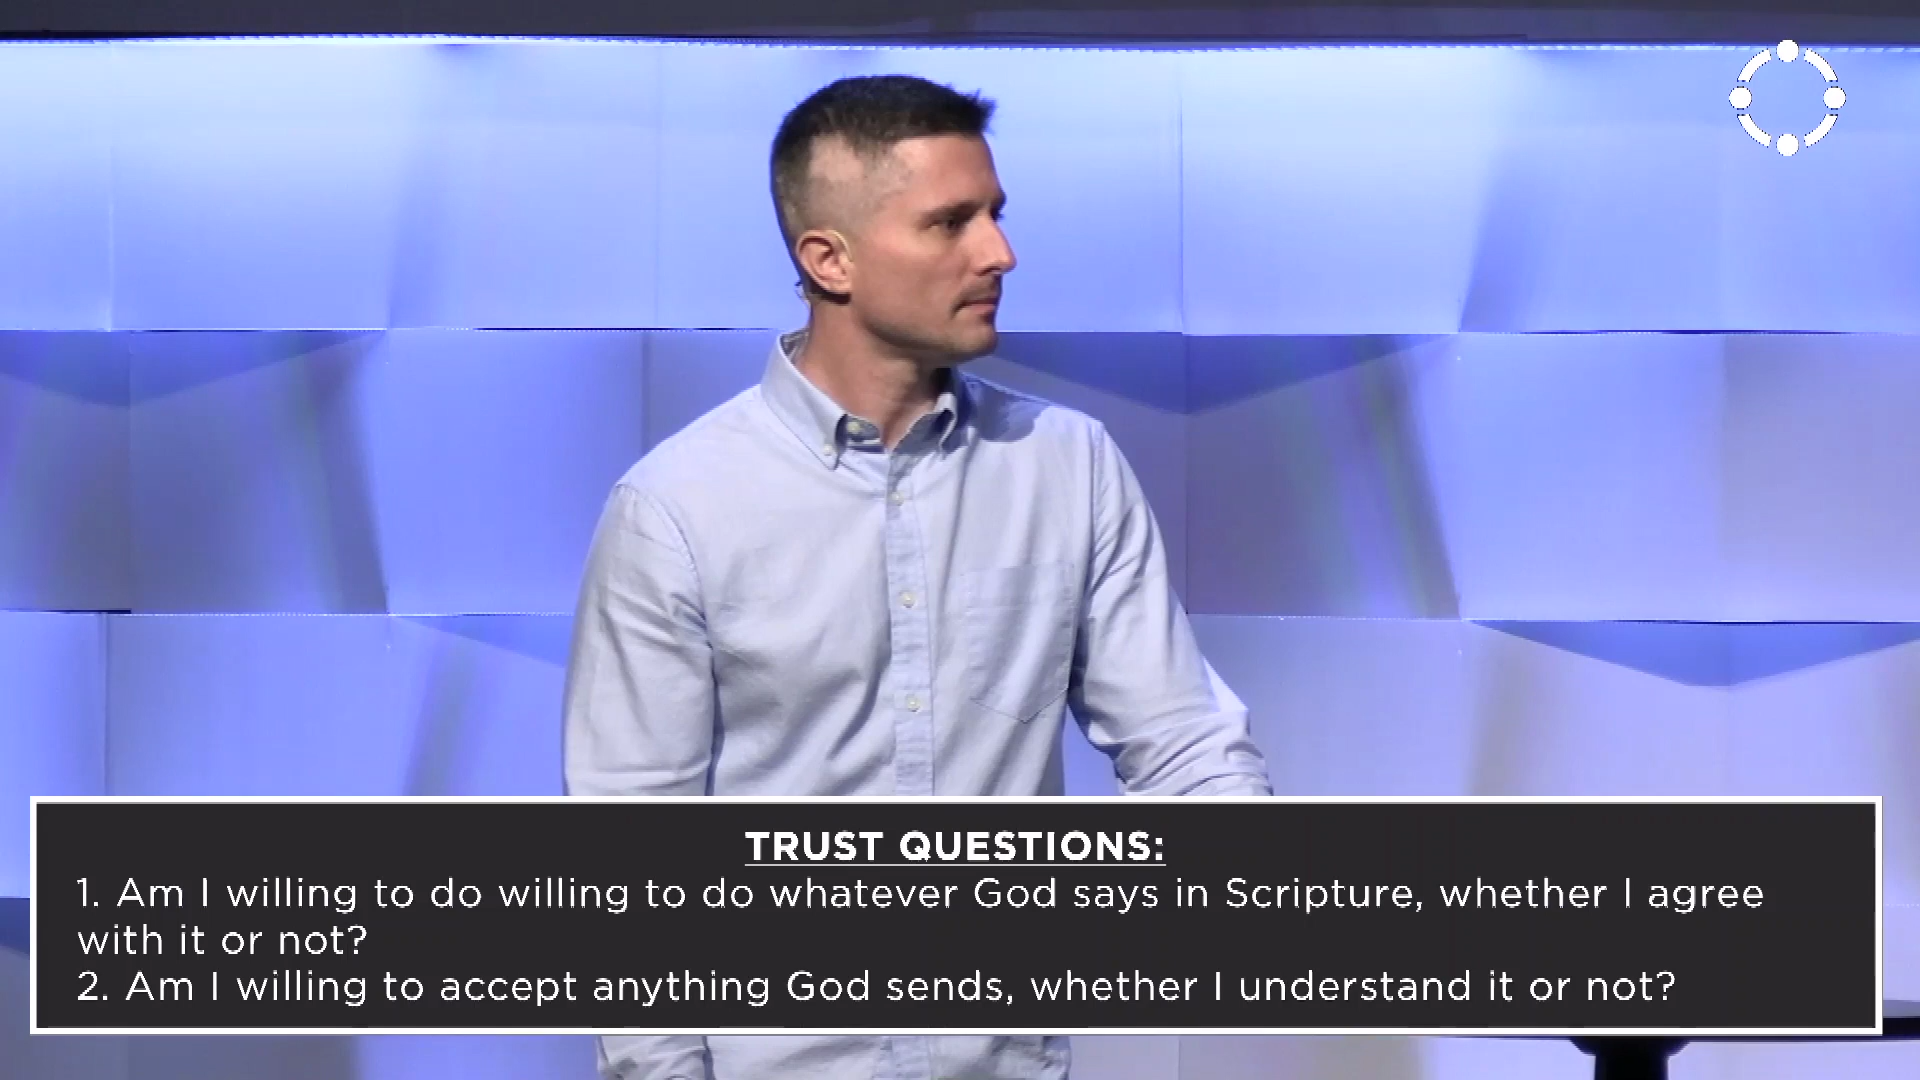 TRUST QUESTIONS:
1. Am I willing to do willing to do whatever God says in Scripture, whether I agree
with it or not?
2. Am I willing to accept anything God sends, whether I understand it or not?